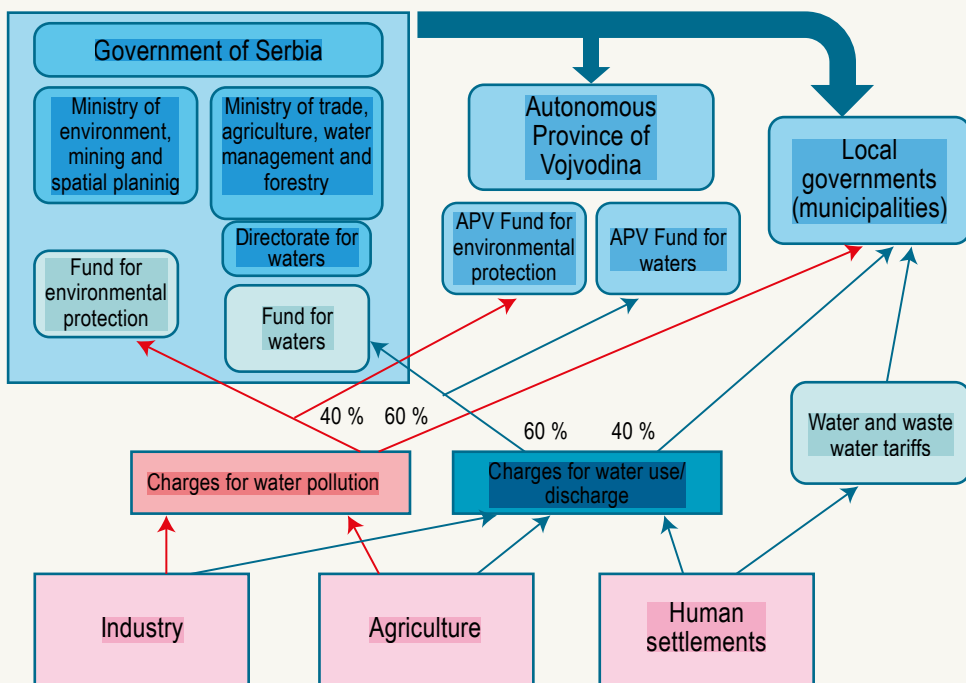 Government of Serbia
Ministry of
environment,
mining and
spatial planinig
Ministry of trade,
agriculture, water
management and
forestry
Directorate for
waters
Fund for
environmental
protection
Fund for
waters
Autonomous
Province of
Vojvodina
APV Fund for
environmental
protection
APV Fund for
waters
Local
governments
(municipalities)
40 %
60 %
60 %
40 %
Water and waste
water tariffs
Charges for water pollution
Charges for water use/
discharge
Industry
Agriculture
Human
settlements